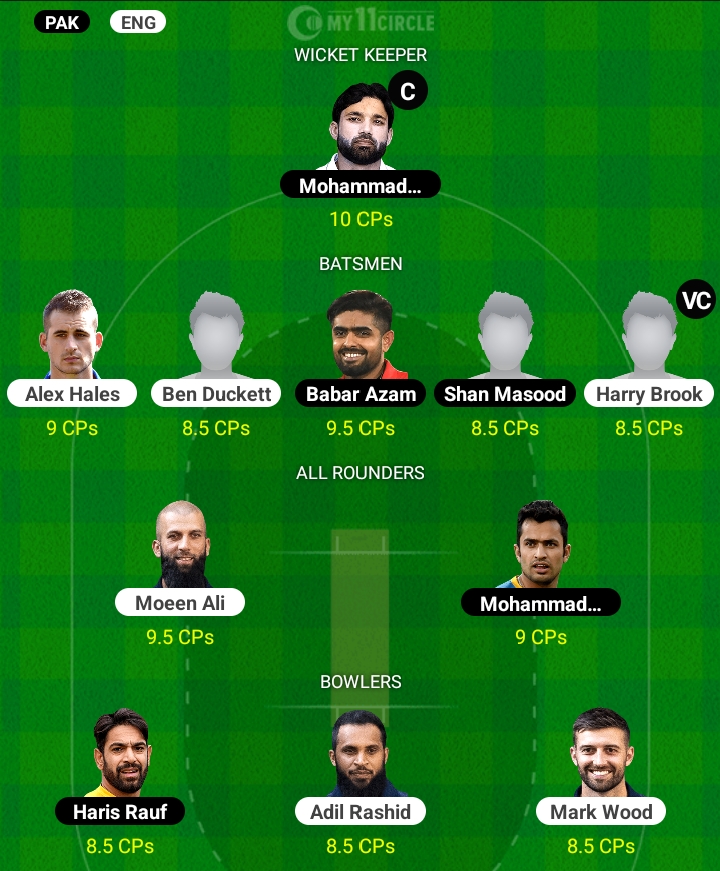 PAK ENG
MY11CIRCLE
WICKET KEEPER
C
Mohammad...
10 CPs
BATSMEN
VC
Alex Hales Ben Duckett Babar Azam Shan Masood Harry Brook
9 CPs 8.5 CPs 9.5 CPs 8.5 CPs 8.5 CPs
ALL ROUNDERS
Moeen Ali Mohammad...
9.5 CPs 9 CPs
BOWLERS
Haris Rauf Adil Rashid Mark Wood
8.5 CPs 8.5 CPs 8.5 CPs